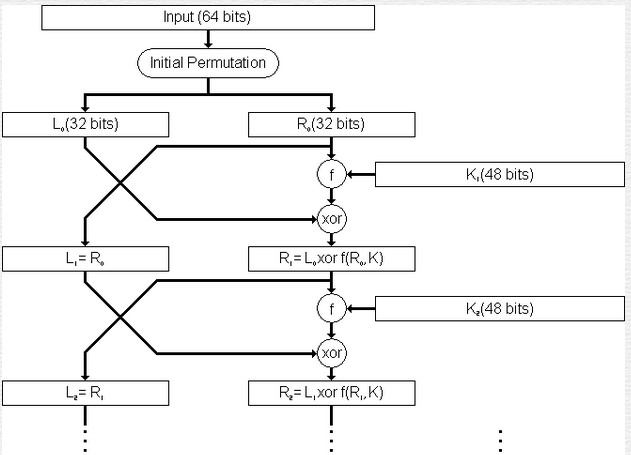 Input (64 bits)
Initial Permutation
L₀(32 bits)
R₀(32 bits)
f
K₁(48 bits)
xor
L₁= R₀
R₁= L₀ xor f(R₀, K)
f
K₂(48 bits)
xor
L₂= R₁
R₂= L₁ xor f(R₁, K)